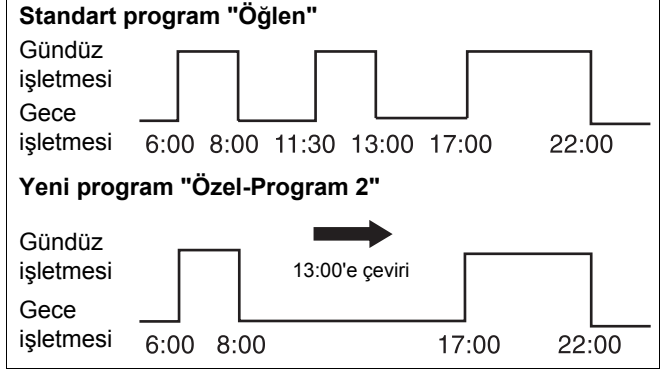 Standart program "Öğlen"
Gündüz
işletmesi
Gece
işletmesi
6:00 8:00 11:30 13:00 17:00 22:00
Yeni program "Özel-Program 2"
Gündüz
işletmesi
13:00'e çeviri
Gece
işletmesi
6:00 8:00 17:00 22:00